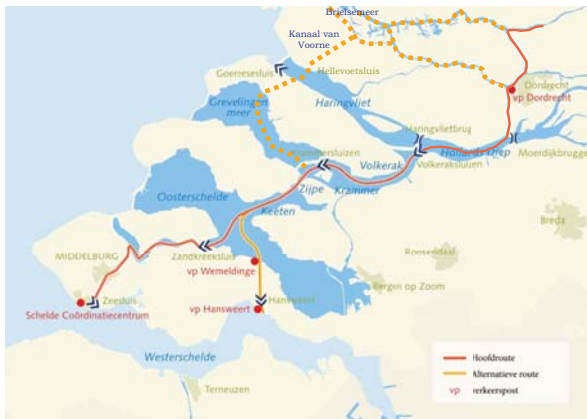 Brielsemeer
Kanaal van
Voorne
Goereesesluis
Hellevoetsluis
Grevelingen
meer
Haringvliet
Dordrecht
vp Dordrecht
Haringvlietbrug
Hollands Diep
Moerdijkbruggen
Volkerak
Volkeraksluizen
Krammersluizen
Zijpe
Krammer
Oosterschelde
Keeten
Breda
Roosendaal
MIDDELBURG
Zandkreeksluis
vp Wemeldinge
Bergen op Zoom
Zeesluis
Schelde Coördinatiecentrum
vp Hansweert
Hansweert
Westerschelde
Terneuzen
Hoofdroute
Alternatieve route
vp verkeerspost